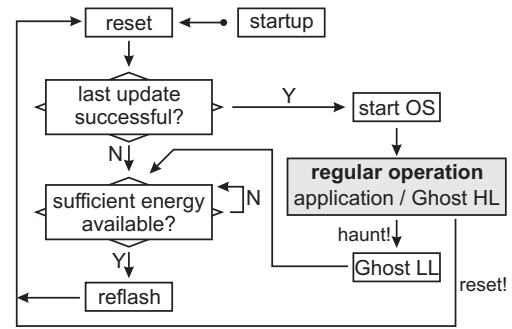 reset
startup
last update
successful?
Y
start OS
N
regular operation
application / Ghost HL
sufficient energy
available?
N
haunt!
Ghost LL
Y
reset!
reflash